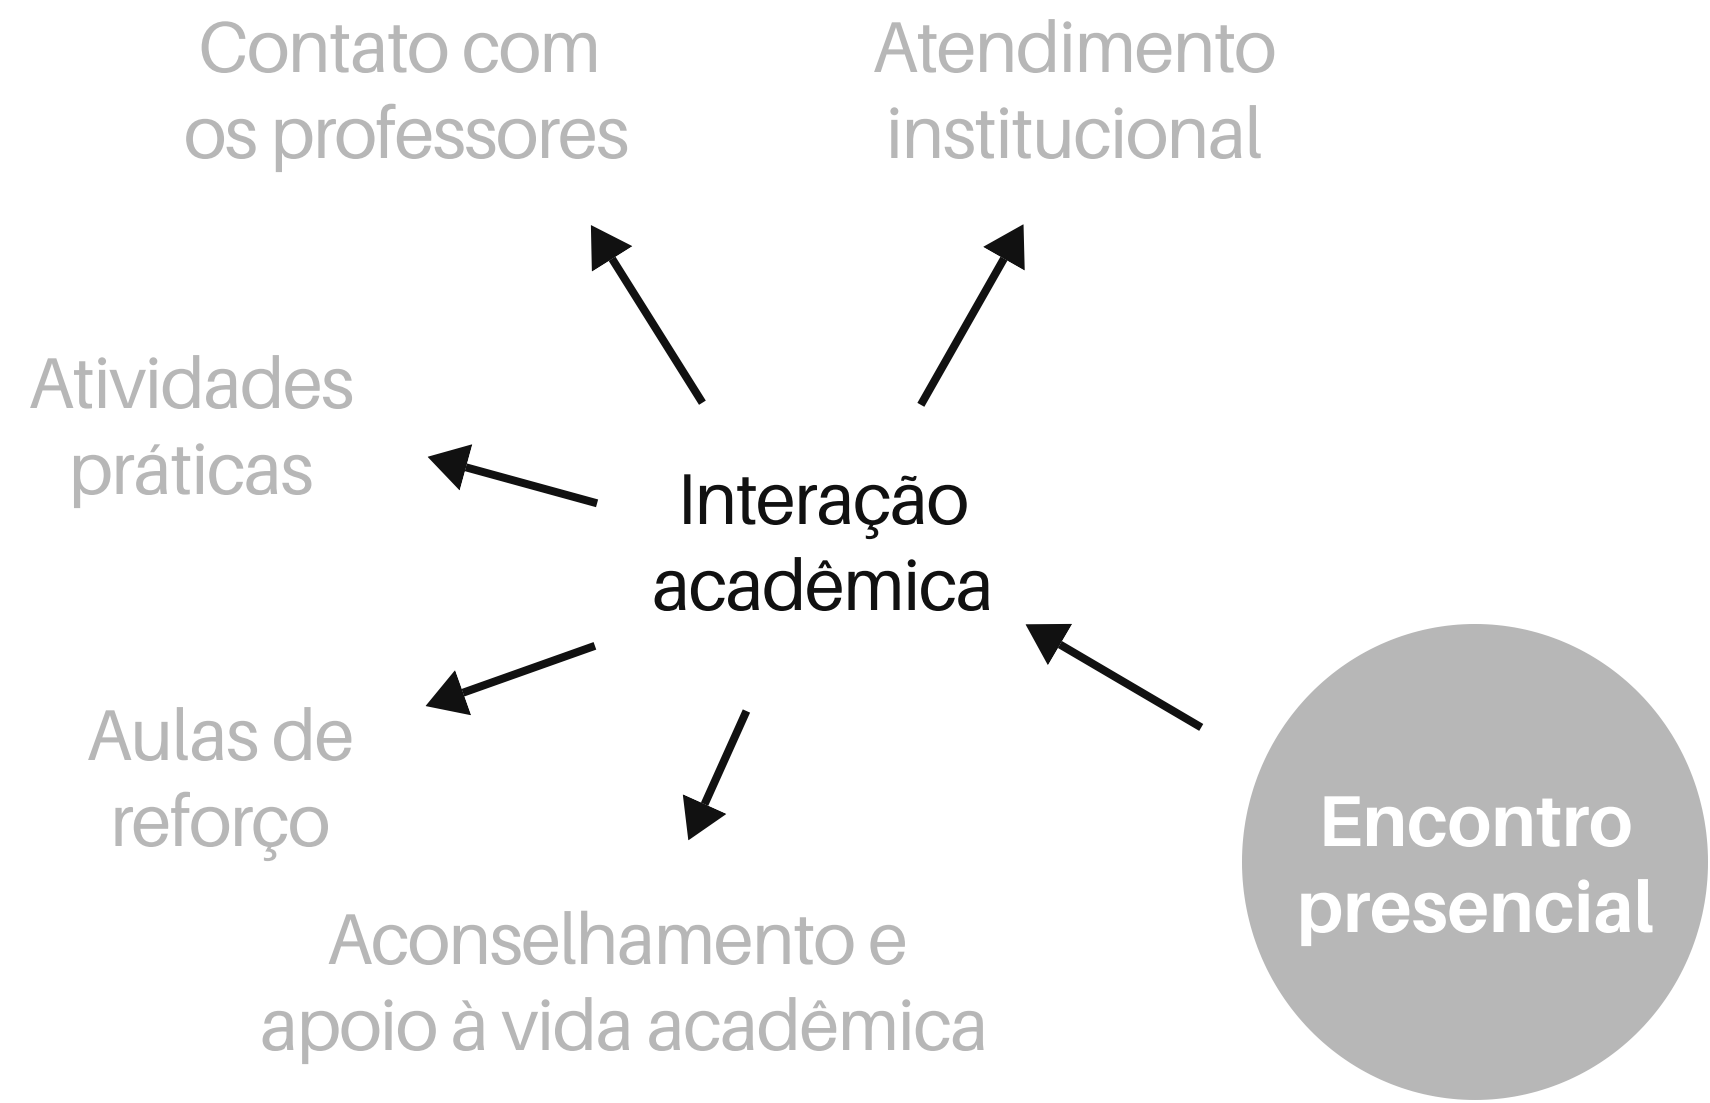 Contato com
os professores
Atendimento
institucional
Atividades
práticas
Interação
acadêmica
Aulas de
reforço
Encontro
presencial
Aconselhamento e
apoio à vida acadêmica